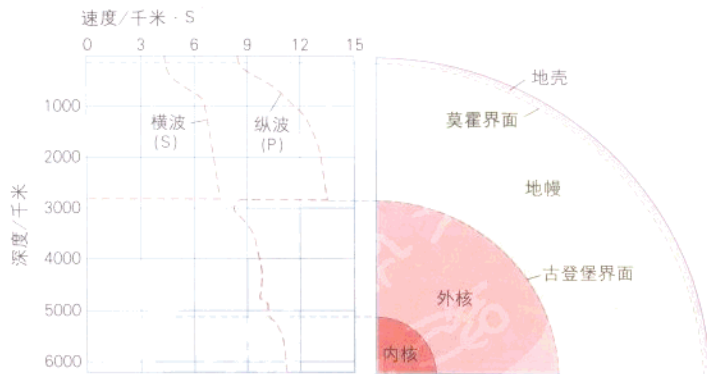 速度/千米·S
0 3 6 9 12 15
地壳
莫霍界面
1000
横波
(S)
纵波
(P)
2000
地幔
3000
深度/千米
古登堡界面
4000
外核
5000
内核
6000